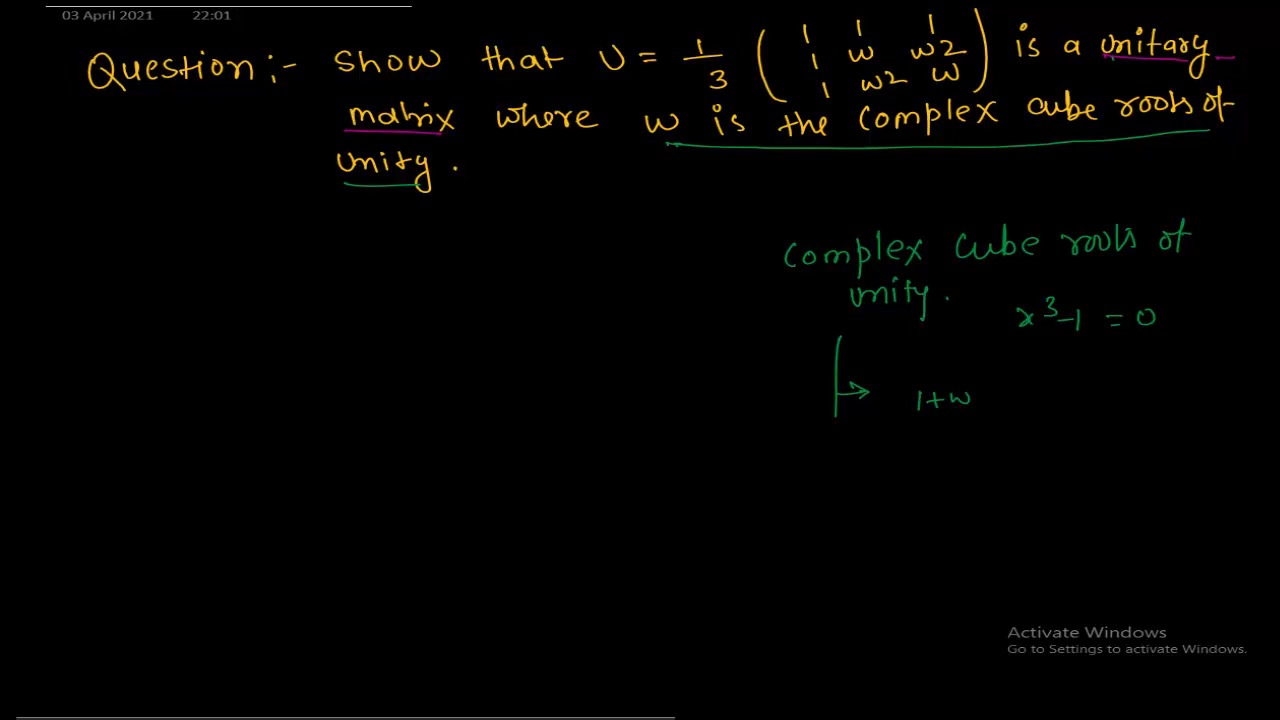 03 April 2021 22:01
Question:- Show that U = 1/3 ( 1 1 1
1 w w2
1 w2 w ) is a unitary
matrix where w is the complex cube roots of
unity.
complex cube roots of
unity.
x³-1 = 0
1+w
Activate Windows
Go to Settings to activate Windows.